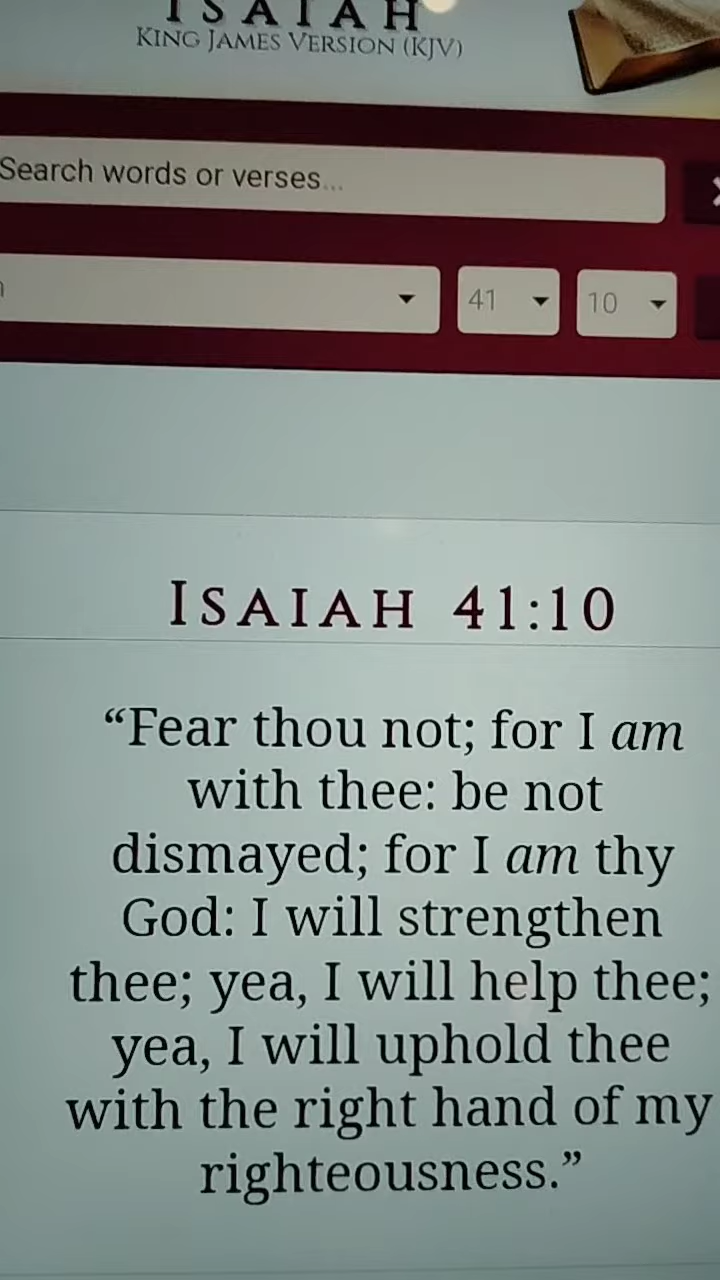 ISAIAH
KING JAMES VERSION (KJV)
Search words or verses...
41
10
ISAIAH 41:10
“Fear thou not; for I am
with thee: be not
dismayed; for I am thy
God: I will strengthen
thee; yea, I will help thee;
yea, I will uphold thee
with the right hand of my
righteousness.”